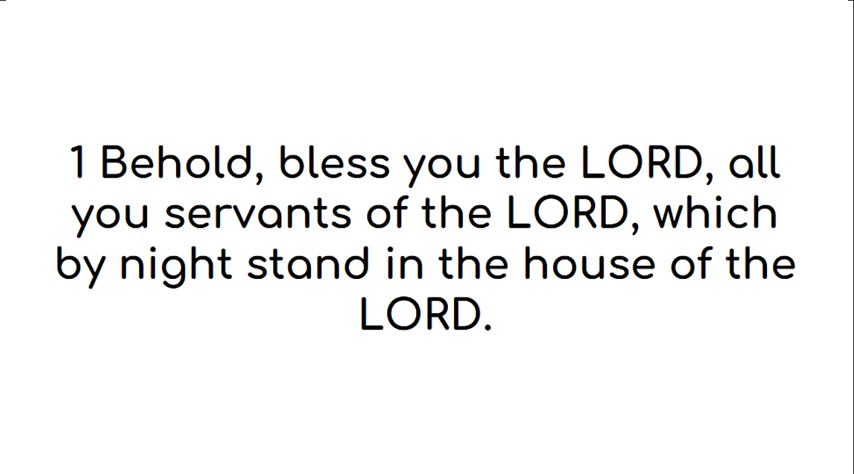 1 Behold, bless you the LORD, all
you servants of the LORD, which
by night stand in the house of the
LORD.